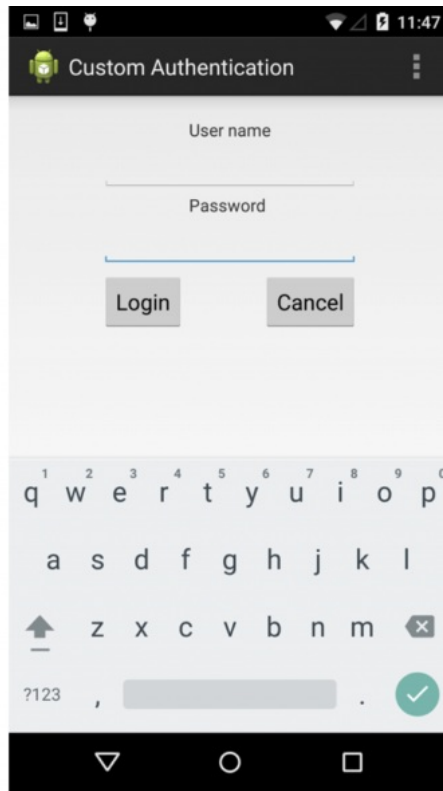 11:47
Custom Authentication
User name
Password
Login Cancel
1 2 3 4 5 6 7 8 9 0
q w e r t y u i o p
a s d f g h j k l
z x c v b n m
?123 , .